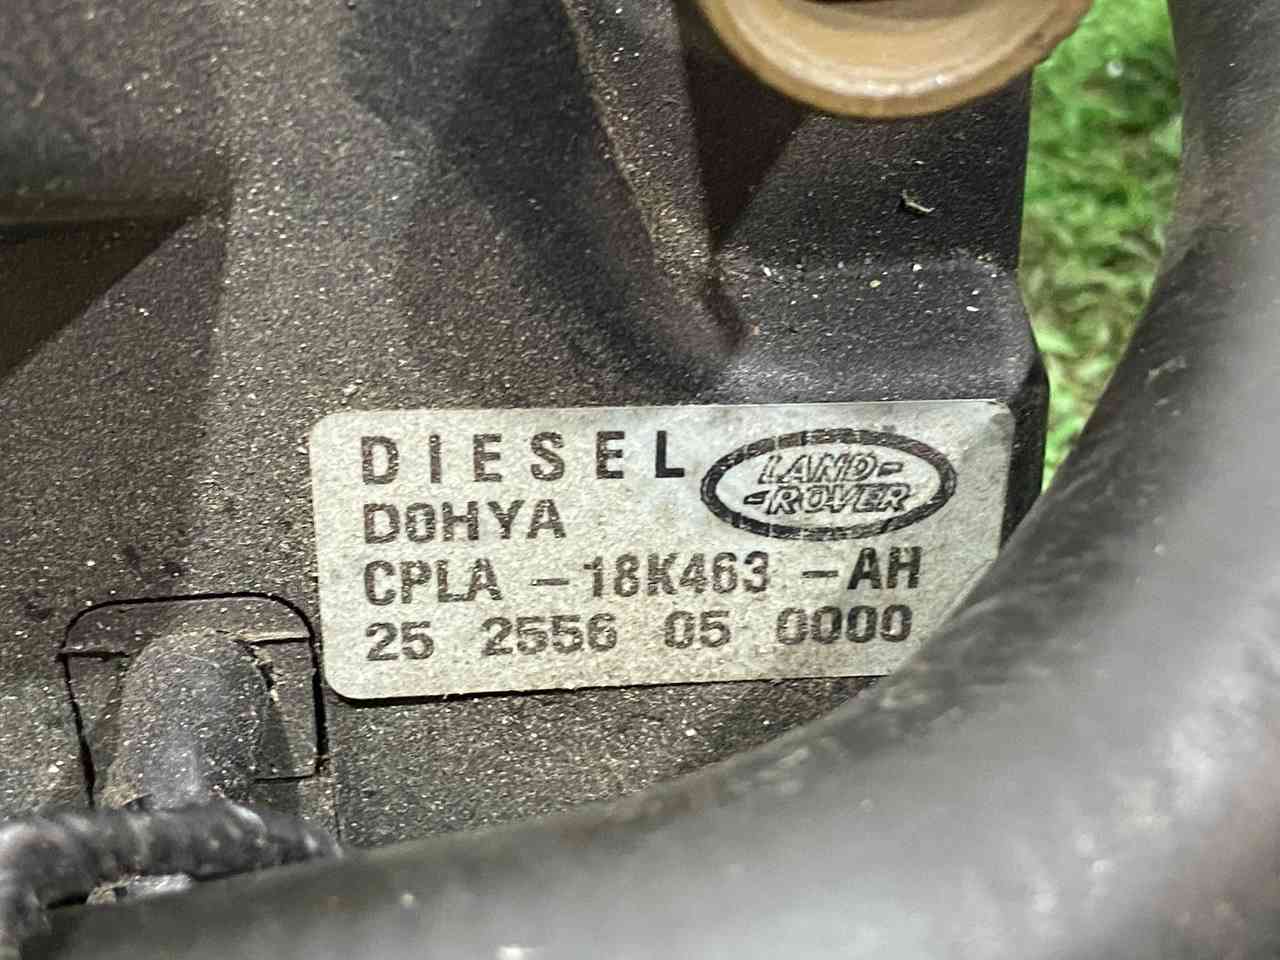 DIESEL
LAND-
-ROVER
D0HYA
CPLA -18K463 -AH
25 2556 05 0000